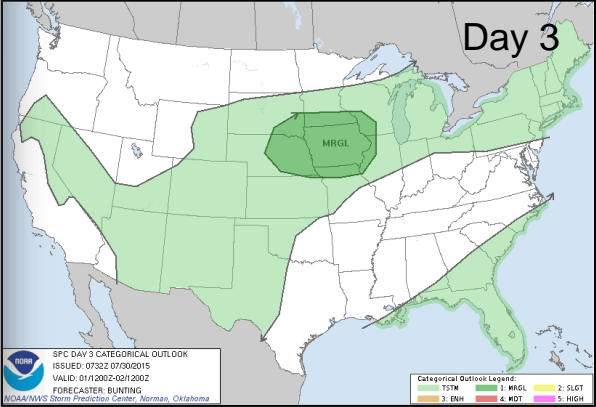 Day 3
MRGL
SPC DAY 3 CATEGORICAL OUTLOOK
ISSUED: 0732Z 07/30/2015
VALID: 01/1200Z-02/1200Z
FORECASTER: BUNTING
NOAA/NWS Storm Prediction Center, Norman, Oklahoma
noaa
Categorical Outlook Legend:
TSTM 1: MRGL 2: SLGT
3: ENH 4: MDT 5: HIGH